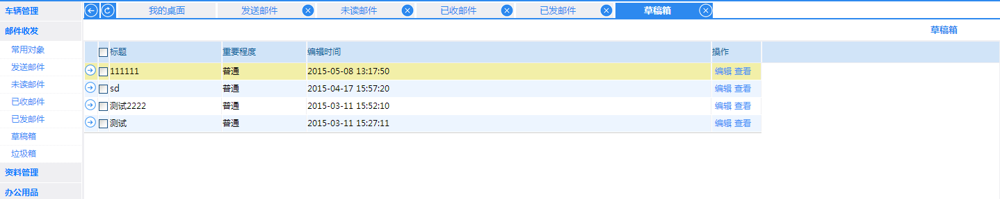 车辆管理
邮件收发
常用对象
发送邮件
未读邮件
已收邮件
已发邮件
草稿箱
垃圾箱
资料管理
办公用品
我的桌面 发送邮件 未读邮件 已收邮件 已发邮件 草稿箱
草稿箱
标题 重要程度 编辑时间 操作
111111 普通 2015-05-08 13:17:50 编辑 查看
sd 普通 2015-04-17 15:57:20 编辑 查看
测试2222 普通 2015-03-11 15:52:10 编辑 查看
测试 普通 2015-03-11 15:27:11 编辑 查看